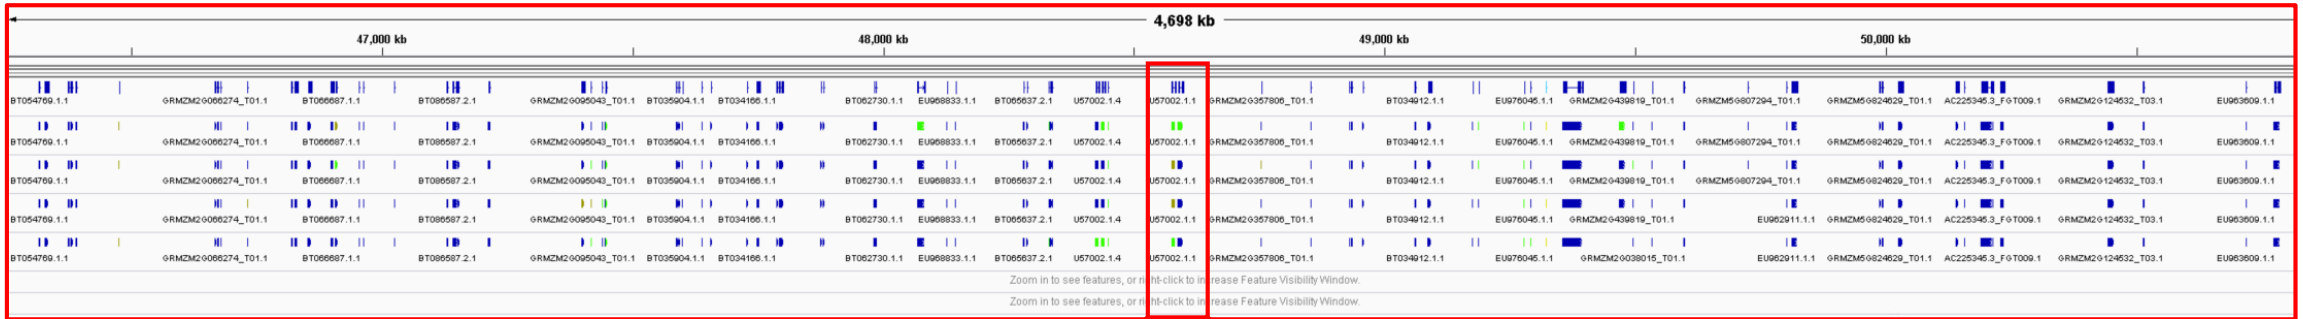 4,698 kb
47,000 kb 48,000 kb 49,000 kb 50,000 kb
BT054769.1.1 GRMZM2G066274_T01.1 BT066687.1.1 BT086587.2.1 GRMZM2G095043_T01.1 BT035904.1.1 BT034166.1.1 BT062730.1.1 EU968833.1.1 BT065637.2.1 U57002.1.4 U57002.1.1 GRMZM2G357806_T01.1 BT034912.1.1 EU976045.1.1 GRMZM2G439819_T01.1 GRMZM5G807294_T01.1 GRMZM5G824629_T01.1 AC225345.3_FGT009.1 GRMZM2G124532_T03.1 EU963609.1.1
BT054769.1.1 GRMZM2G066274_T01.1 BT066687.1.1 BT086587.2.1 GRMZM2G095043_T01.1 BT035904.1.1 BT034166.1.1 BT062730.1.1 EU968833.1.1 BT065637.2.1 U57002.1.4 U57002.1.1 GRMZM2G357806_T01.1 BT034912.1.1 EU976045.1.1 GRMZM2G439819_T01.1 GRMZM5G807294_T01.1 GRMZM5G824629_T01.1 AC225345.3_FGT009.1 GRMZM2G124532_T03.1 EU963609.1.1
BT054769.1.1 GRMZM2G066274_T01.1 BT066687.1.1 BT086587.2.1 GRMZM2G095043_T01.1 BT035904.1.1 BT034166.1.1 BT062730.1.1 EU968833.1.1 BT065637.2.1 U57002.1.4 U57002.1.1 GRMZM2G357806_T01.1 BT034912.1.1 EU976045.1.1 GRMZM2G439819_T01.1 GRMZM5G807294_T01.1 GRMZM5G824629_T01.1 AC225345.3_FGT009.1 GRMZM2G124532_T03.1 EU963609.1.1
BT054769.1.1 GRMZM2G066274_T01.1 BT066687.1.1 BT086587.2.1 GRMZM2G095043_T01.1 BT035904.1.1 BT034166.1.1 BT062730.1.1 EU968833.1.1 BT065637.2.1 U57002.1.4 U57002.1.1 GRMZM2G357806_T01.1 BT034912.1.1 EU976045.1.1 GRMZM2G439819_T01.1 EU962911.1.1 GRMZM5G824629_T01.1 AC225345.3_FGT009.1 GRMZM2G124532_T03.1 EU963609.1.1
BT054769.1.1 GRMZM2G066274_T01.1 BT066687.1.1 BT086587.2.1 GRMZM2G095043_T01.1 BT035904.1.1 BT034166.1.1 BT062730.1.1 EU968833.1.1 BT065637.2.1 U57002.1.4 U57002.1.1 GRMZM2G357806_T01.1 BT034912.1.1 EU976045.1.1 GRMZM2G038015_T01.1 EU962911.1.1 GRMZM5G824629_T01.1 AC225345.3_FGT009.1 GRMZM2G124532_T03.1 EU963609.1.1
Zoom in to see features, or right-click to increase Feature Visibility Window.
Zoom in to see features, or right-click to increase Feature Visibility Window.